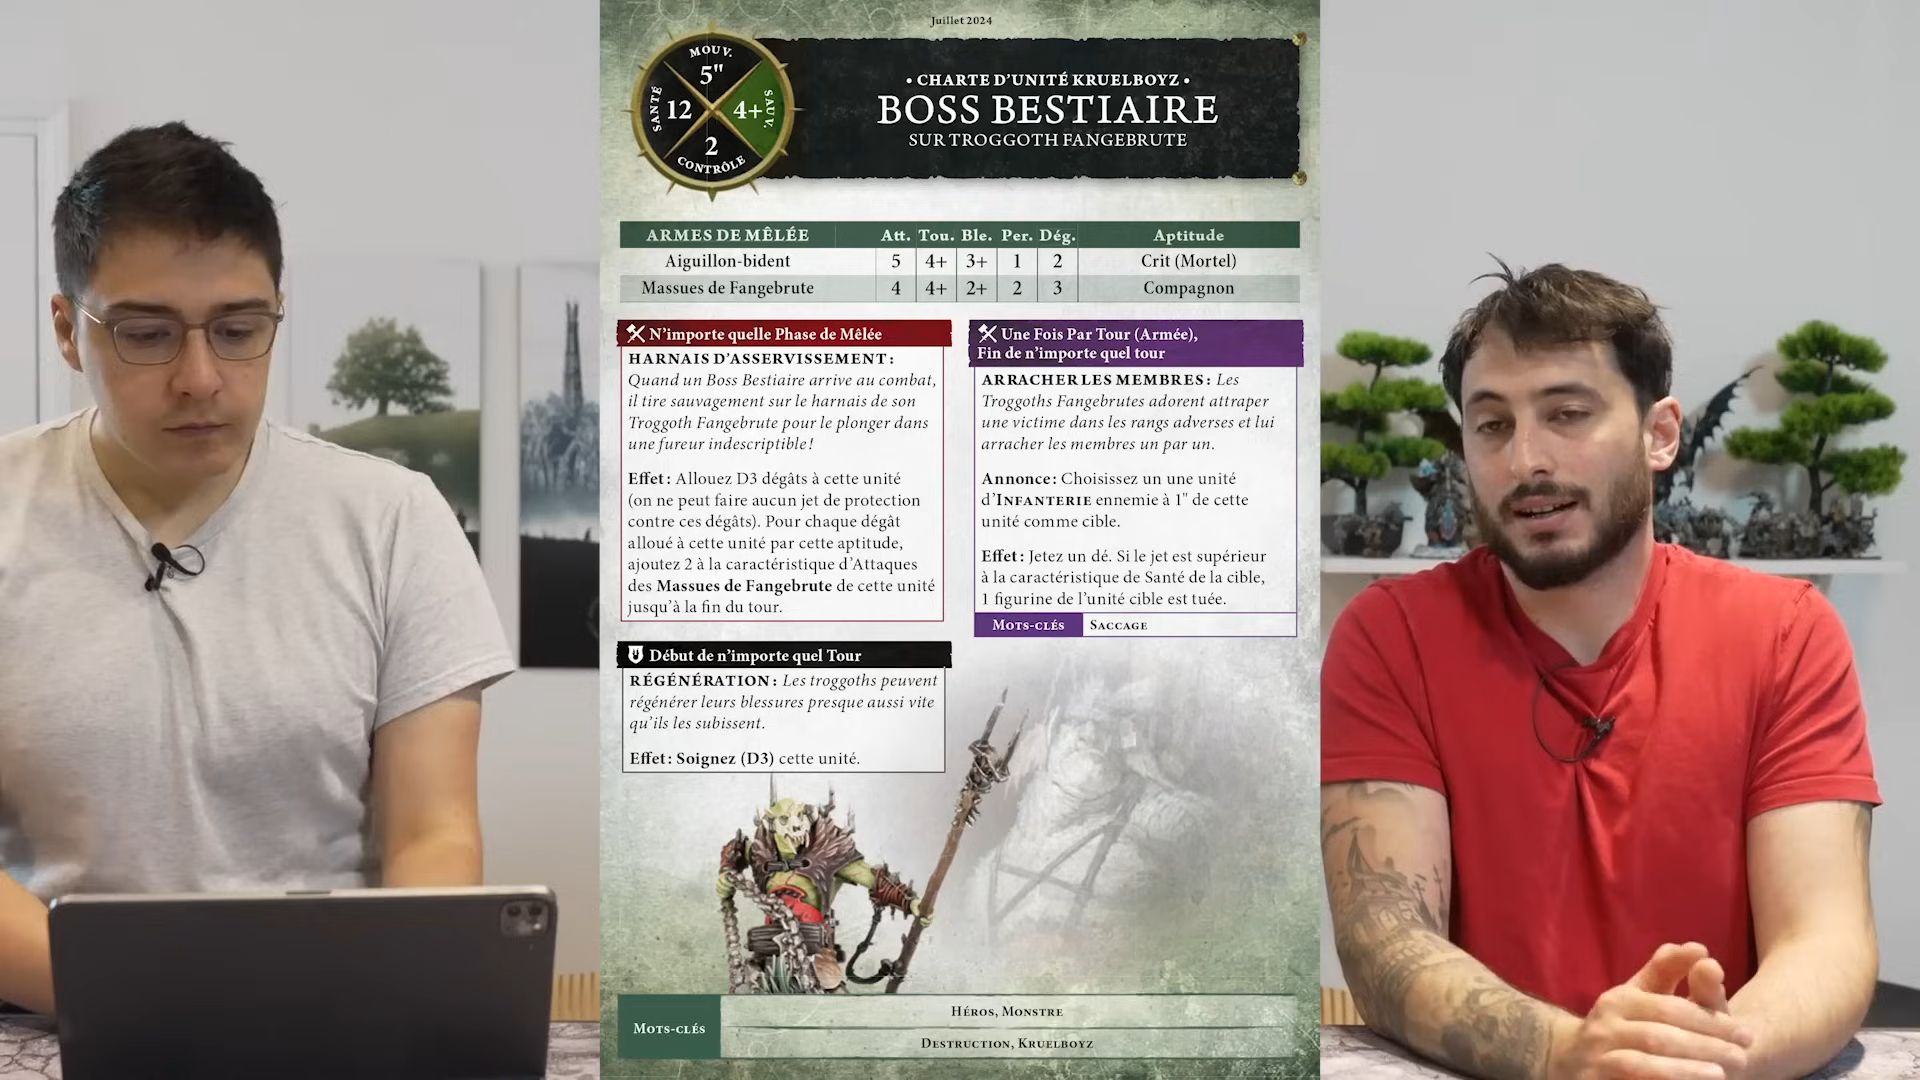 Juillet 2024
MOUV.
5"
SANTÉ
12
4+
SAUV.
2
CONTRÔLE
• CHARTE D'UNITÉ KRUELBOYZ •
BOSS BESTIAIRE
SUR TROGGOTH FANGEBRUTE
ARMES DE MÊLÉE Att. Tou. Ble. Per. Dég. Aptitude
Aiguillon-bident 5 4+ 3+ 1 2 Crit (Mortel)
Massues de Fangebrute 4 4+ 2+ 2 3 Compagnon
N'importe quelle Phase de Mêlée
HARNAIS D'ASSERVISSEMENT :
Quand un Boss Bestiaire arrive au combat,
il tire sauvagement sur le harnais de son
Troggoth Fangebrute pour le plonger dans
une fureur indescriptible !
Effet : Allouez D3 dégâts à cette unité
(on ne peut faire aucun jet de protection
contre ces dégâts). Pour chaque dégât
alloué à cette unité par cette aptitude,
ajoutez 2 à la caractéristique d'Attaques
des Massues de Fangebrute de cette unité
jusqu'à la fin du tour.
Une Fois Par Tour (Armée),
Fin de n'importe quel tour
ARRACHER LES MEMBRES : Les
Troggoths Fangebrutes adorent attraper
une victime dans les rangs adverses et lui
arracher les membres un par un.
Annonce : Choisissez un une unité
d'INFANTERIE ennemie à 1" de cette
unité comme cible.
Effet : Jetez un dé. Si le jet est supérieur
à la caractéristique de Santé de la cible,
1 figurine de l'unité cible est tuée.
MOTS-CLÉS SACCAGE
Début de n'importe quel Tour
RÉGÉNÉRATION : Les troggoths peuvent
régénérer leurs blessures presque aussi vite
qu'ils les subissent.
Effet : Soignez (D3) cette unité.
MOTS-CLÉS
HÉROS, MONSTRE
DESTRUCTION, KRUELBOYZ